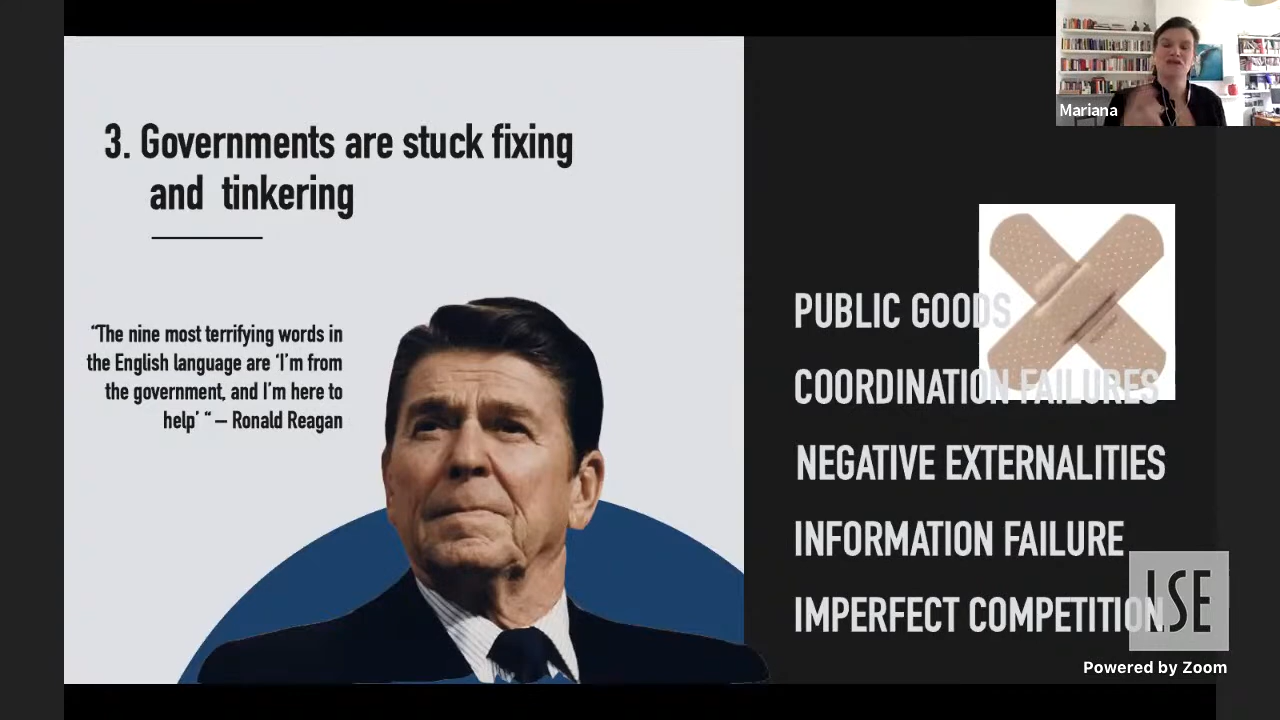 Mariana
3. Governments are stuck fixing
and tinkering
“The nine most terrifying words in
the English language are ‘I’m from
the government, and I’m here to
help’ “ – Ronald Reagan
PUBLIC GOODS
COORDINATION FAILURES
NEGATIVE EXTERNALITIES
INFORMATION FAILURE
IMPERFECT COMPETITION
LSE
Powered by Zoom